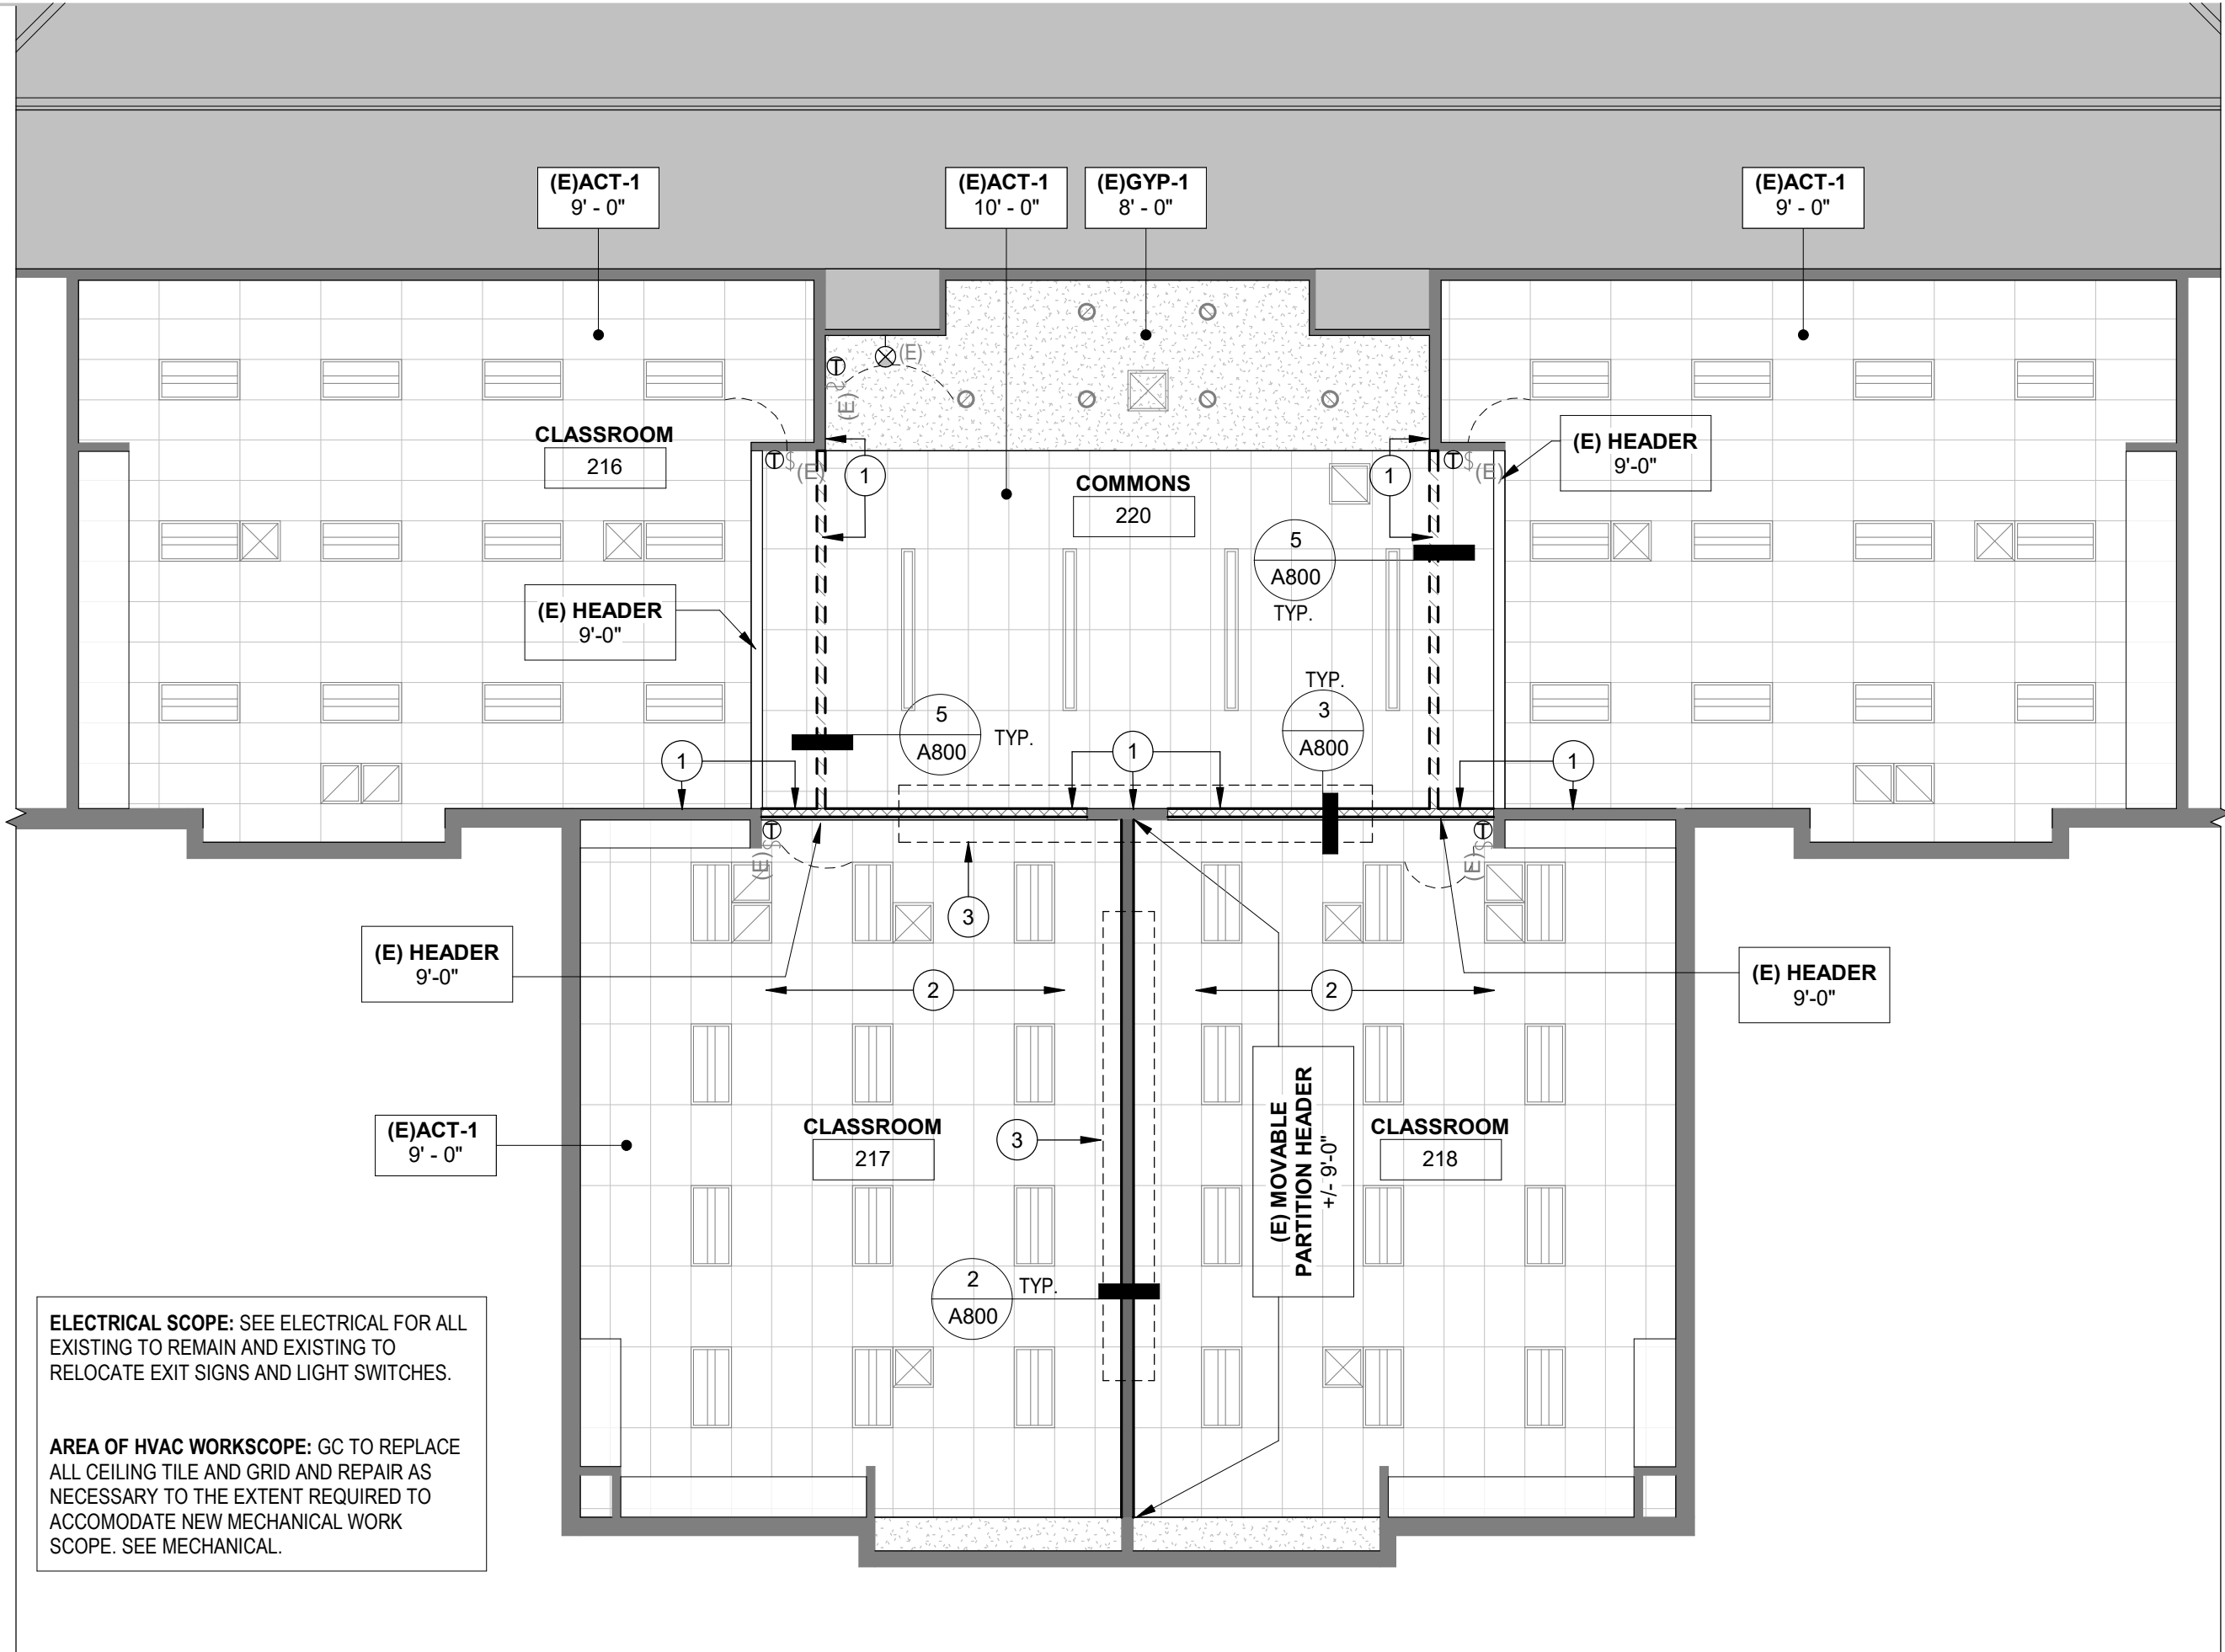 (E)ACT-1
9' - 0"
(E)ACT-1
10' - 0"
(E)GYP-1
8' - 0"
(E)ACT-1
9' - 0"
(E)
T
$
(E)
CLASSROOM
216
T
$
(E)
1
COMMONS
220
1
T
$
(E)
(E) HEADER
9'-0"
5
A800
TYP.
(E) HEADER
9'-0"
5
A800
TYP.
TYP.
3
A800
1
1
1
T
$
(E)
T
$
(E)
3
(E) HEADER
9'-0"
2
2
(E) HEADER
9'-0"
(E)ACT-1
9' - 0"
CLASSROOM
217
3
(E) MOVABLE
PARTITION HEADER
+/- 9'-0"
CLASSROOM
218
2
A800
TYP.
ELECTRICAL SCOPE: SEE ELECTRICAL FOR ALL
EXISTING TO REMAIN AND EXISTING TO
RELOCATE EXIT SIGNS AND LIGHT SWITCHES.
AREA OF HVAC WORKSCOPE: GC TO REPLACE
ALL CEILING TILE AND GRID AND REPAIR AS
NECESSARY TO THE EXTENT REQUIRED TO
ACCOMODATE NEW MECHANICAL WORK
SCOPE. SEE MECHANICAL.